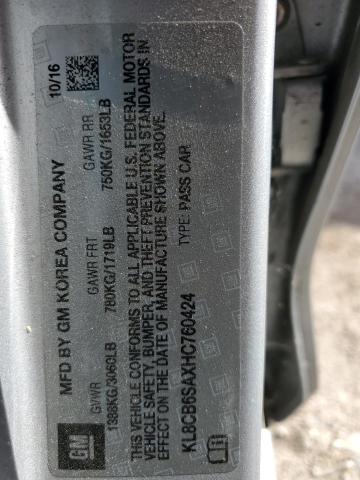 MFD BY GM KOREA COMPANY 10/16
GVWR GAWR FRT GAWR RR
1388KG/3060LB 780KG/1719LB 750KG/1653LB
THIS VEHICLE CONFORMS TO ALL APPLICABLE U.S. FEDERAL MOTOR
VEHICLE SAFETY, BUMPER, AND THEFT PREVENTION STANDARDS IN
EFFECT ON THE DATE OF MANUFACTURE SHOWN ABOVE.
TYPE: PASS CAR
KL8CB6SAXHC760424
GM